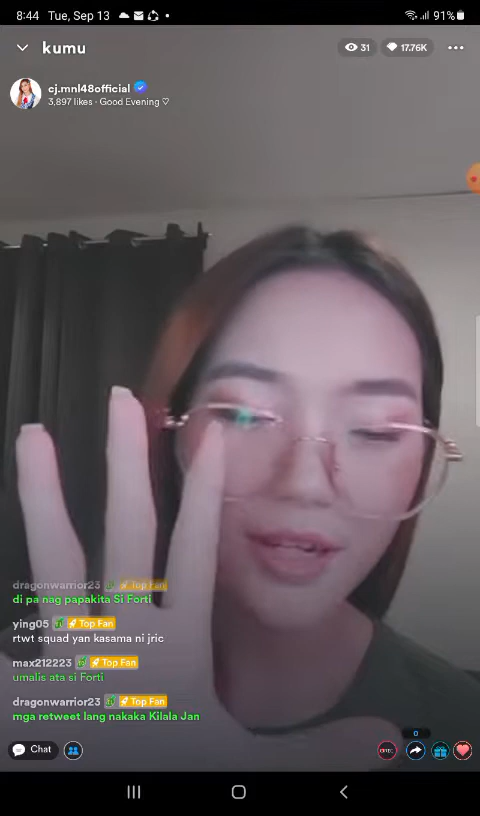 8:44 Tue, Sep 13 91%
kumu
31 17.76K
cj.mnl48official
3,897 likes · Good Evening ♡
dragonwarrior23 Top Fan
di pa nag papakita Si Forti
ying05 Top Fan
rtwt squad yan kasama ni jric
max212223 Top Fan
umalis ata si Forti
dragonwarrior23 Top Fan
mga retweet lang nakaka Kilala Jan
0
Chat